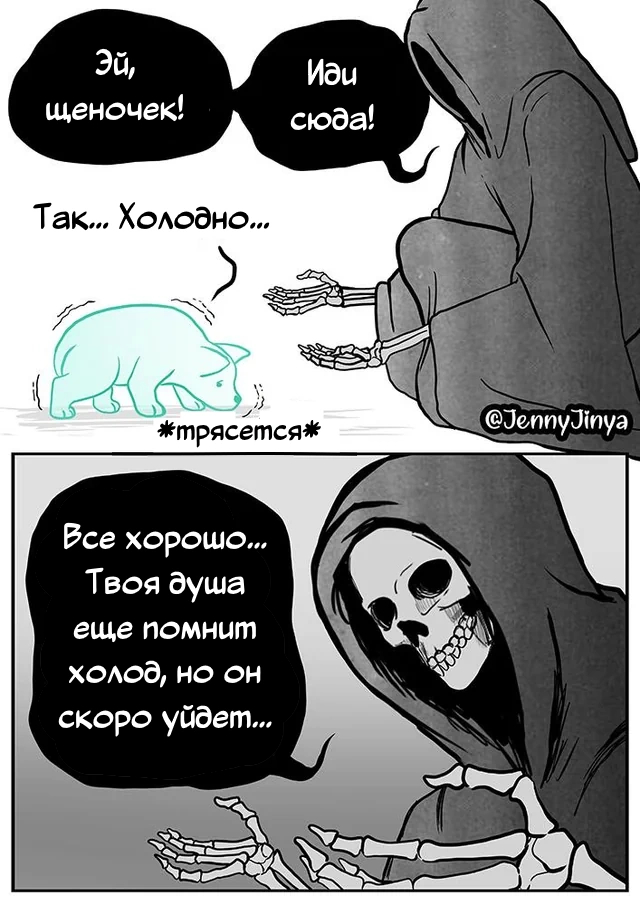 Эй,
щеночек!
Иди
сюда!
Так... Холодно...
*трясется*
@JennyJinya
Все хорошо...
Твоя душа
еще помнит
холод, но он
скоро уйдет...